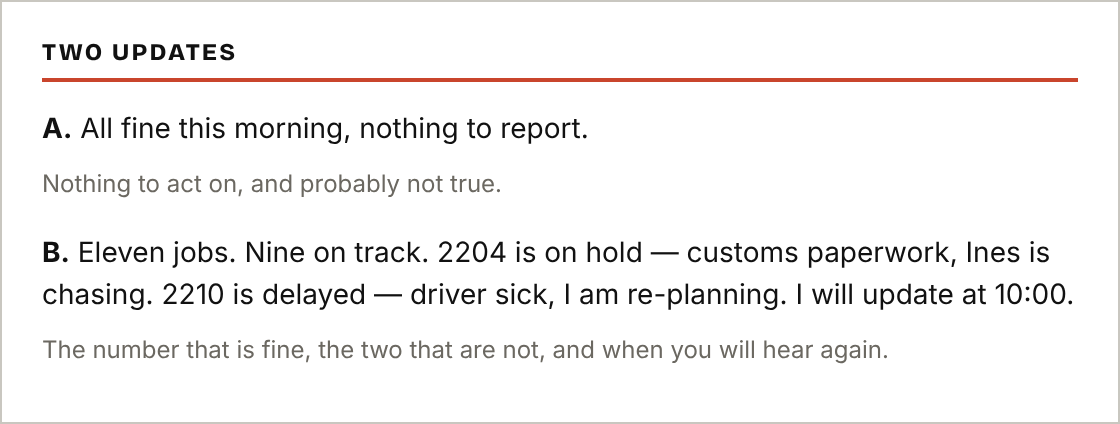 TWO UPDATES
A. All fine this morning, nothing to report.
Nothing to act on, and probably not true.
B. Eleven jobs. Nine on track. 2204 is on hold — customs paperwork, Ines is
chasing. 2210 is delayed — driver sick, I am re-planning. I will update at 10:00.
The number that is fine, the two that are not, and when you will hear again.